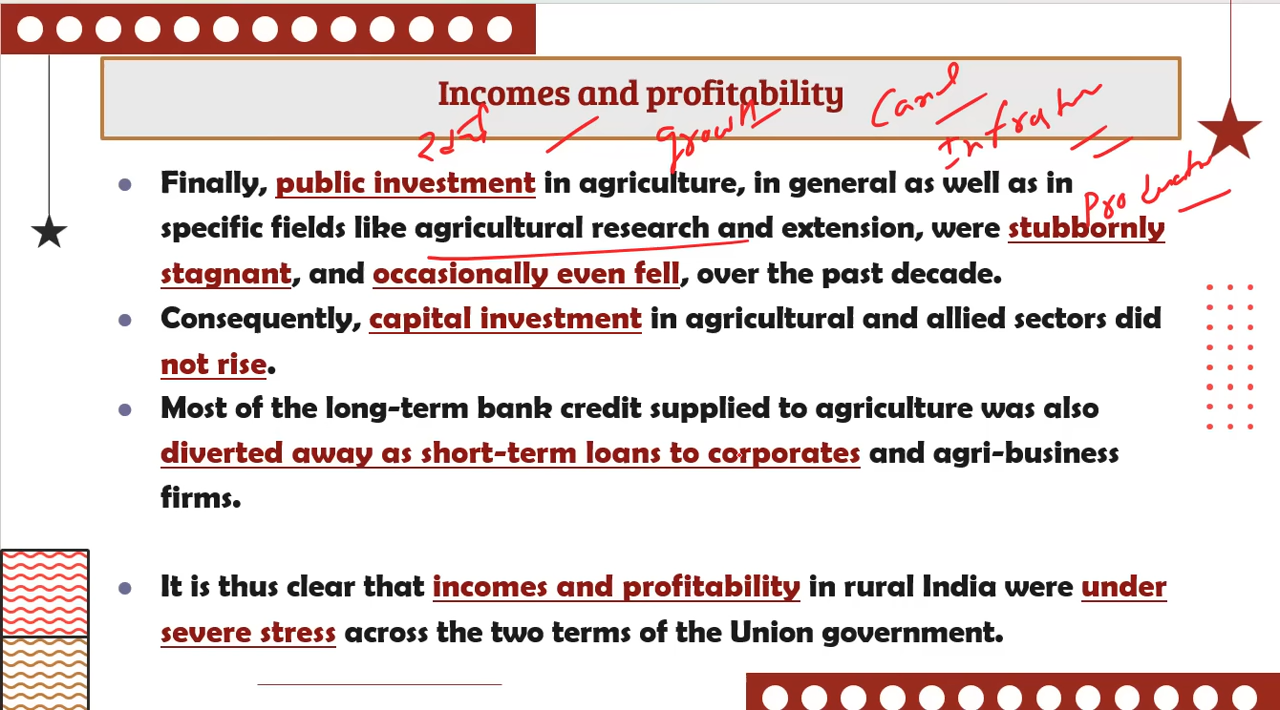 Incomes and profitability
growth
Infra
Finally, public investment in agriculture, in general as well as in
specific fields like agricultural research and extension, were stubbornly
stagnant, and occasionally even fell, over the past decade.
Consequently, capital investment in agricultural and allied sectors did
not rise.
Most of the long-term bank credit supplied to agriculture was also
diverted away as short-term loans to corporates and agri-business
firms.
It is thus clear that incomes and profitability in rural India were under
severe stress across the two terms of the Union government.